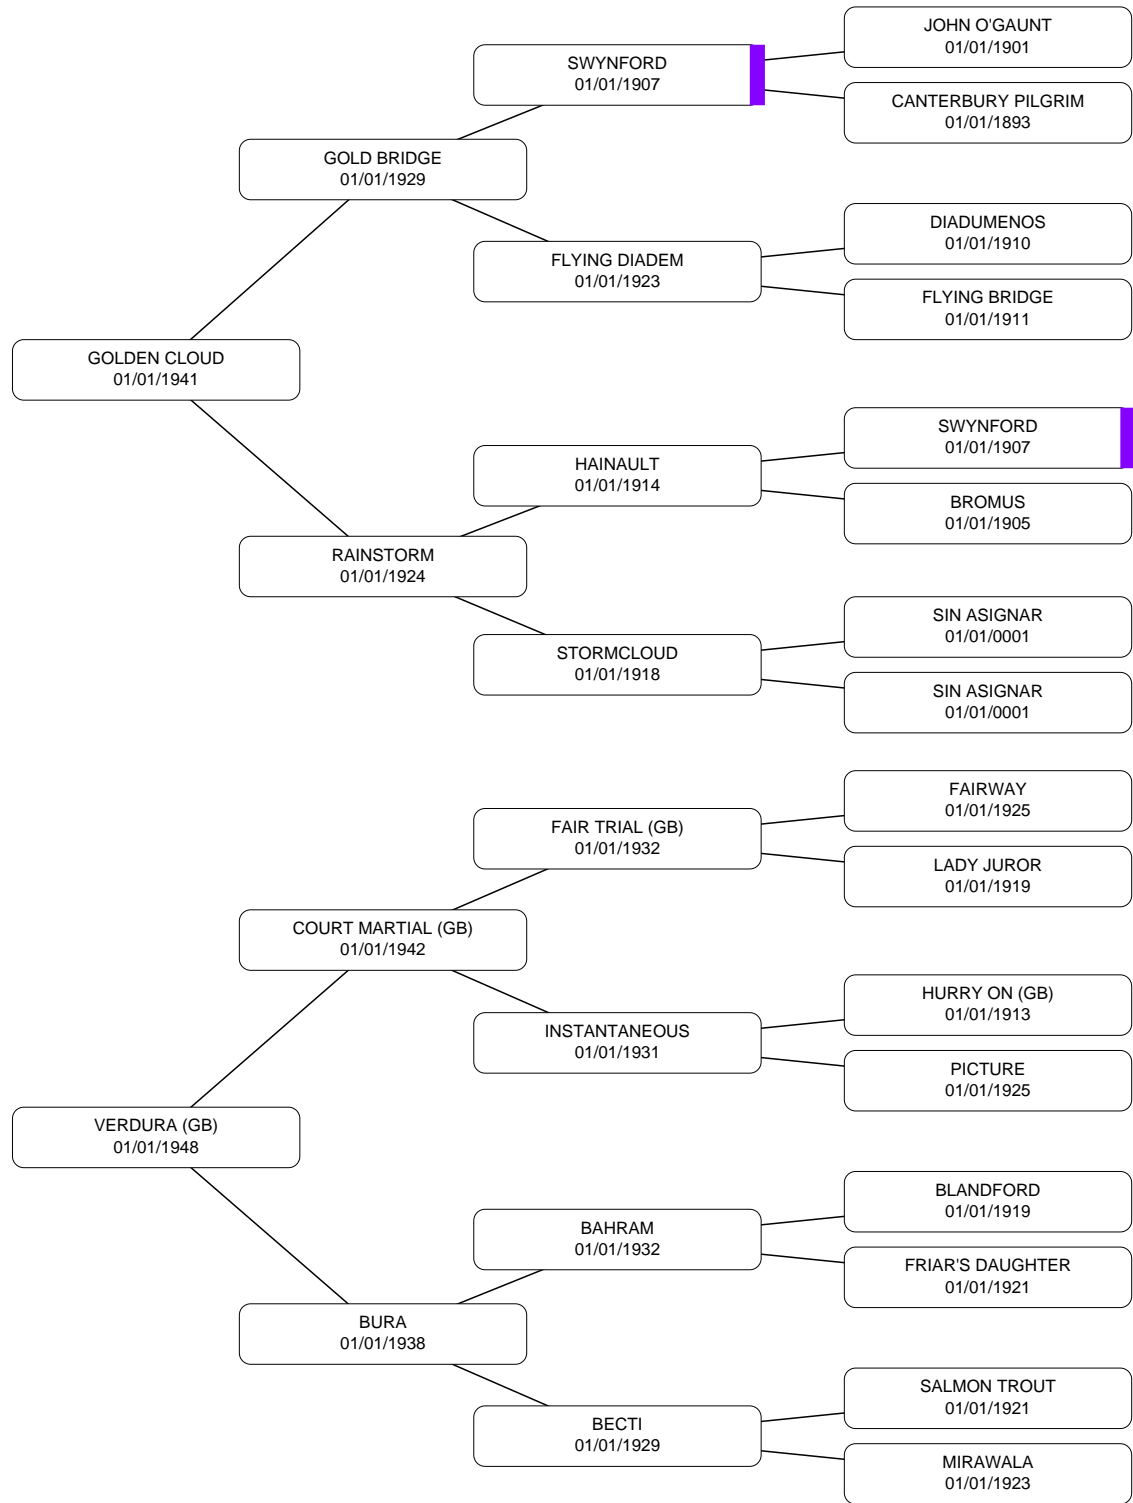 JOHN O'GAUNT
01/01/1901
SWYNFORD
01/01/1907
CANTERBURY PILGRIM
01/01/1893
GOLD BRIDGE
01/01/1929
DIADUMENOS
01/01/1910
FLYING DIADEM
01/01/1923
FLYING BRIDGE
01/01/1911
GOLDEN CLOUD
01/01/1941
SWYNFORD
01/01/1907
HAINAULT
01/01/1914
BROMUS
01/01/1905
RAINSTORM
01/01/1924
SIN ASIGNAR
01/01/0001
STORMCLOUD
01/01/1918
SIN ASIGNAR
01/01/0001
FAIRWAY
01/01/1925
FAIR TRIAL (GB)
01/01/1932
LADY JUROR
01/01/1919
COURT MARTIAL (GB)
01/01/1942
HURRY ON (GB)
01/01/1913
INSTANTANEOUS
01/01/1931
PICTURE
01/01/1925
VERDURA (GB)
01/01/1948
BLANDFORD
01/01/1919
BAHRAM
01/01/1932
FRIAR'S DAUGHTER
01/01/1921
BURA
01/01/1938
SALMON TROUT
01/01/1921
BECTI
01/01/1929
MIRAWALA
01/01/1923